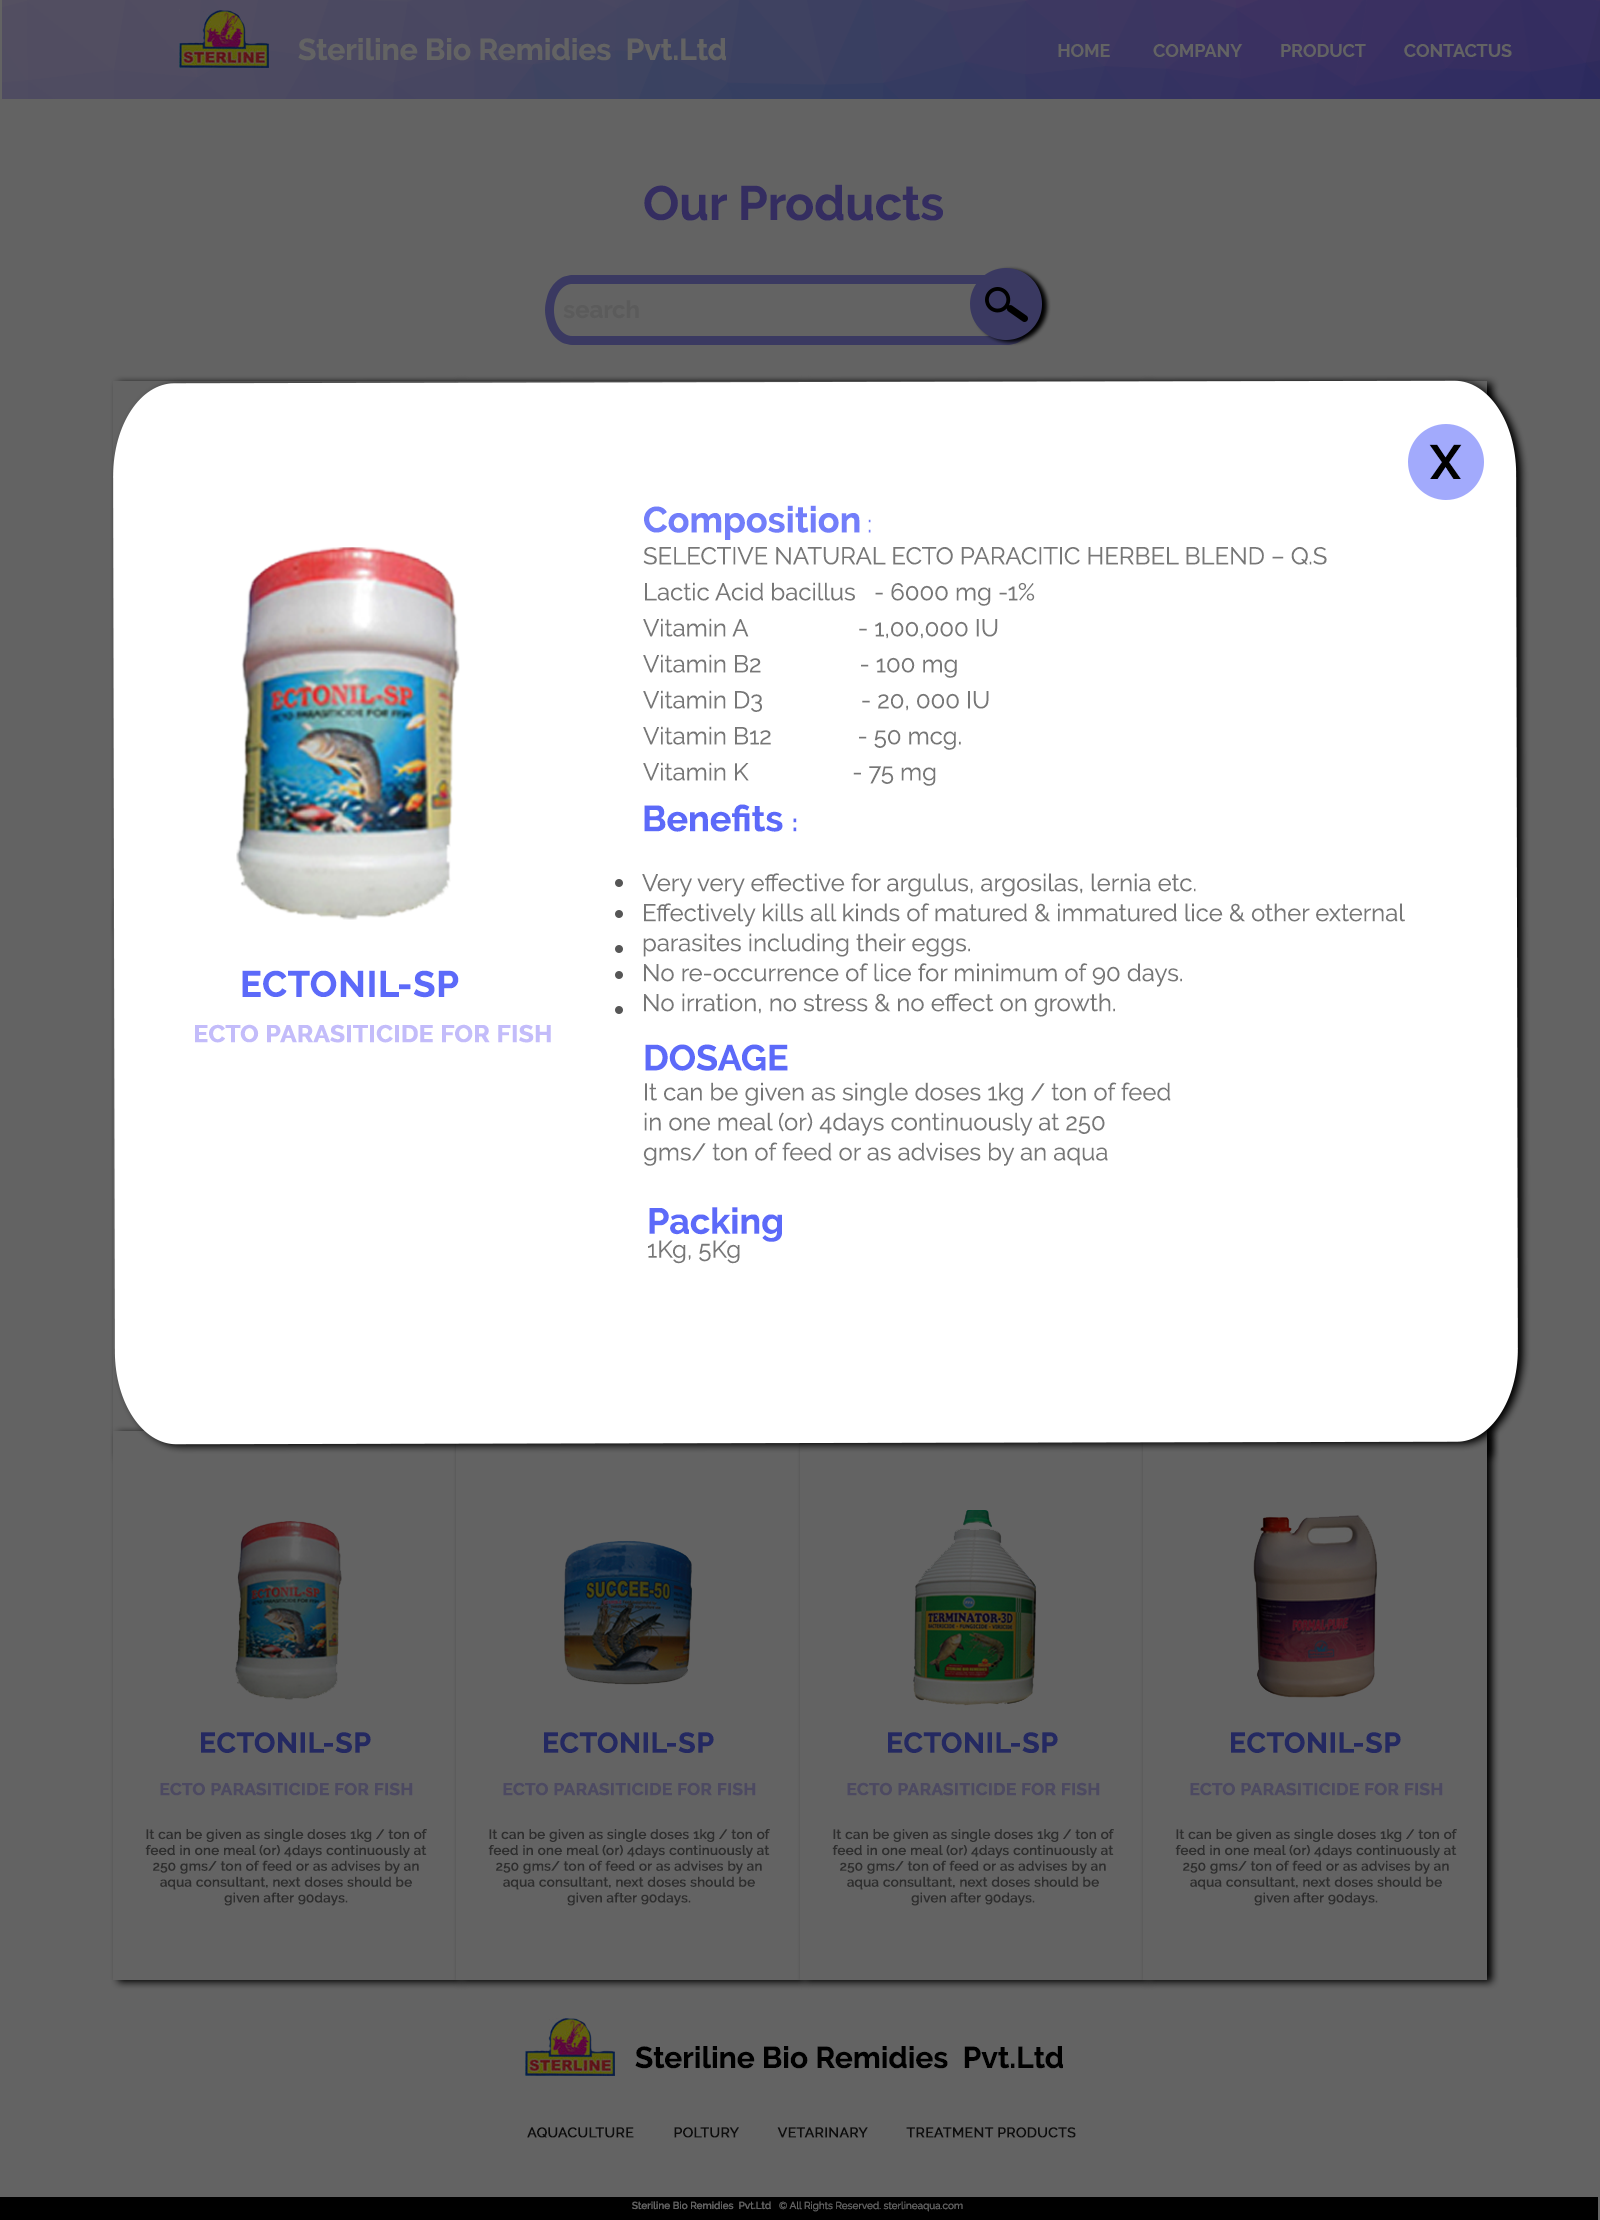 STERLINE
Steriline Bio Remidies Pvt.Ltd
HOME COMPANY PRODUCT CONTACTUS
Our Products
search
X
Composition :
SELECTIVE NATURAL ECTO PARACITIC HERBEL BLEND – Q.S
Lactic Acid bacillus - 6000 mg -1%
Vitamin A - 1,00,000 IU
Vitamin B2 - 100 mg
Vitamin D3 - 20, 000 IU
Vitamin B12 - 50 mcg.
Vitamin K - 75 mg
ECTONIL-SP
ECTO PARASITICIDE FOR FISH
ECTONIL-SP
ECTO PARASITICIDE FOR FISH
Benefits :
• Very very effective for argulus, argosilas, lernia etc.
• Effectively kills all kinds of matured & immatured lice & other external
• parasites including their eggs.
• No re-occurrence of lice for minimum of 90 days.
• No irration, no stress & no effect on growth.
DOSAGE
It can be given as single doses 1kg / ton of feed
in one meal (or) 4days continuously at 250
gms/ ton of feed or as advises by an aqua
Packing
1Kg, 5Kg
ECTONIL-SP
ECTO PARASITICIDE FOR FISH
ECTONIL-SP
ECTO PARASITICIDE FOR FISH
It can be given as single doses 1kg / ton of
feed in one meal (or) 4days continuously at
250 gms/ ton of feed or as advises by an
aqua consultant, next doses should be
given after 90days.
SUCCEE-50
ECTONIL-SP
ECTO PARASITICIDE FOR FISH
It can be given as single doses 1kg / ton of
feed in one meal (or) 4days continuously at
250 gms/ ton of feed or as advises by an
aqua consultant, next doses should be
given after 90days.
TERMINATOR-3D
BACTERICIDE - FUNGICIDE - VIRUCIDE
ECTONIL-SP
ECTO PARASITICIDE FOR FISH
It can be given as single doses 1kg / ton of
feed in one meal (or) 4days continuously at
250 gms/ ton of feed or as advises by an
aqua consultant, next doses should be
given after 90days.
ECTONIL-SP
ECTO PARASITICIDE FOR FISH
It can be given as single doses 1kg / ton of
feed in one meal (or) 4days continuously at
250 gms/ ton of feed or as advises by an
aqua consultant, next doses should be
given after 90days.
STERLINE
Steriline Bio Remidies Pvt.Ltd
AQUACULTURE POLTURY VETARINARY TREATMENT PRODUCTS
Steriline Bio Remidies Pvt.Ltd © All Rights Reserved. sterlineaqua.com